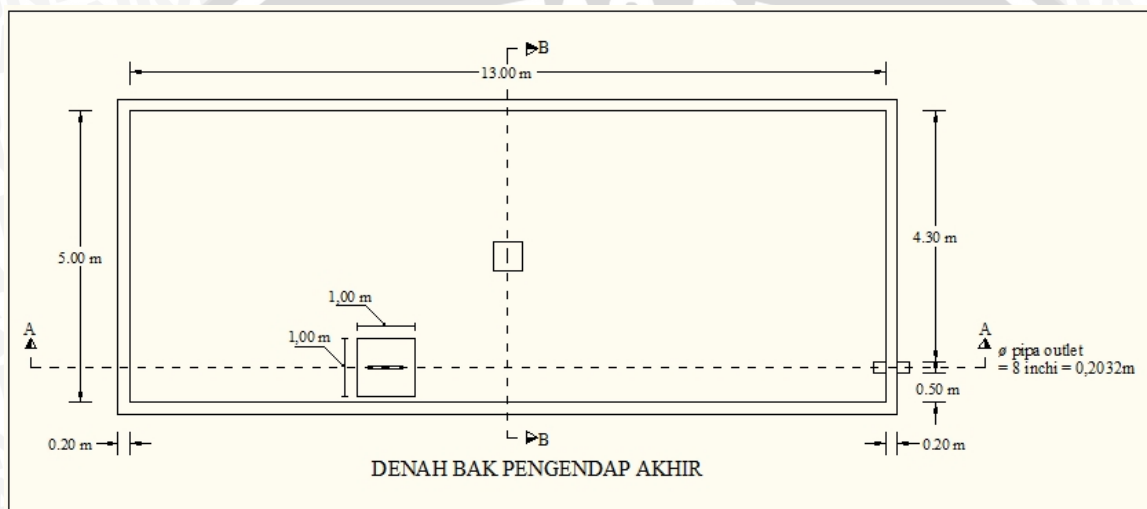 B
13.00 m
5.00 m
4.30 m
1,00 m
1,00 m
A
A
ø pipa outlet
= 8 inchi = 0,2032m
0.50 m
0.20 m
B
0.20 m
DENAH BAK PENGENDAP AKHIR